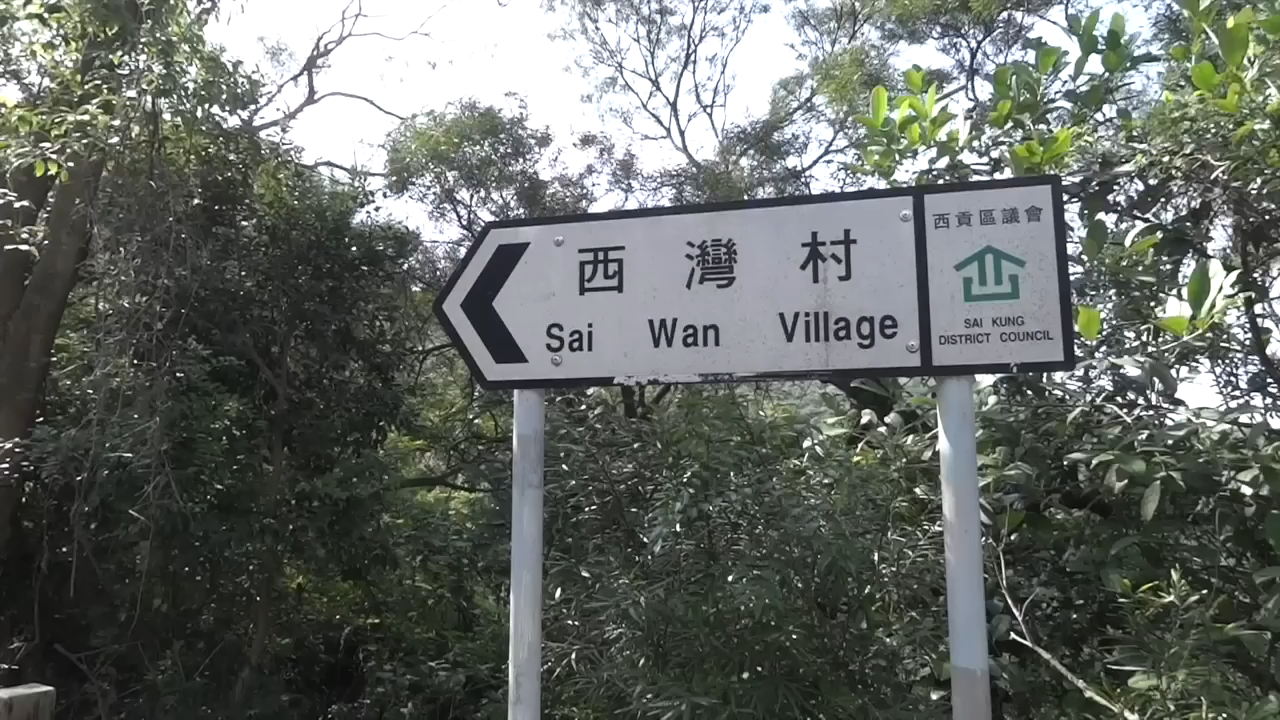 西灣村
Sai Wan Village
西貢區議會
SAI KUNG
DISTRICT COUNCIL